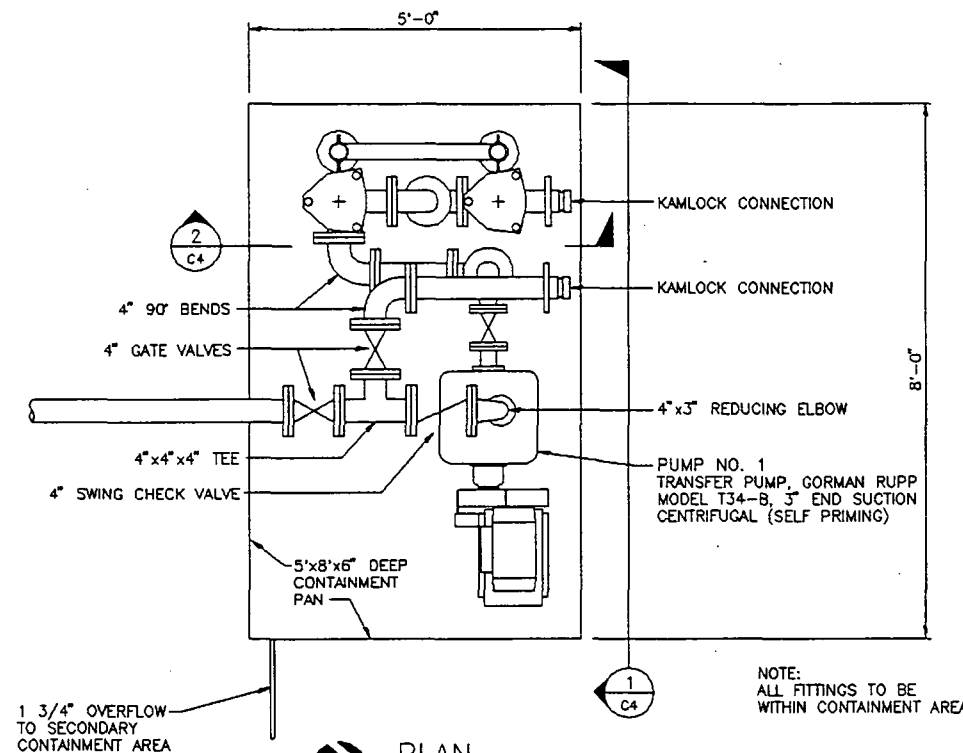 5'-0"
KAMLOCK CONNECTION
2
C4
KAMLOCK CONNECTION
4" 90° BENDS
4" GATE VALVES
8'-0"
4"x3" REDUCING ELBOW
4"x4"x4" TEE
4" SWING CHECK VALVE
PUMP NO. 1
TRANSFER PUMP, GORMAN RUPP
MODEL T34-B, 3" END SUCTION
CENTRIFUGAL (SELF PRIMING)
5'x8'x6" DEEP
CONTAINMENT
PAN
1
C4
NOTE:
ALL FITTINGS TO BE
WITHIN CONTAINMENT AREA
1 3/4" OVERFLOW
TO SECONDARY
CONTAINMENT AREA
PLAN